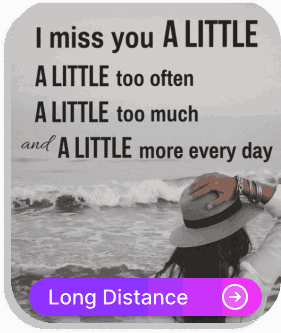 I miss you A LITTLE
A LITTLE too often
A LITTLE too much
and A LITTLE more every day
Long Distance